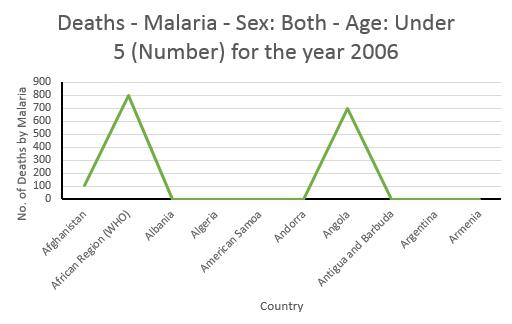 Deaths - Malaria - Sex: Both - Age: Under
5 (Number) for the year 2006
No. of Deaths by Malaria
900
800
700
600
500
400
300
200
100
0
Afghanistan
African Region (WHO)
Albania
Algeria
American Samoa
Andorra
Angola
Antigua and Barbuda
Argentina
Armenia
Country